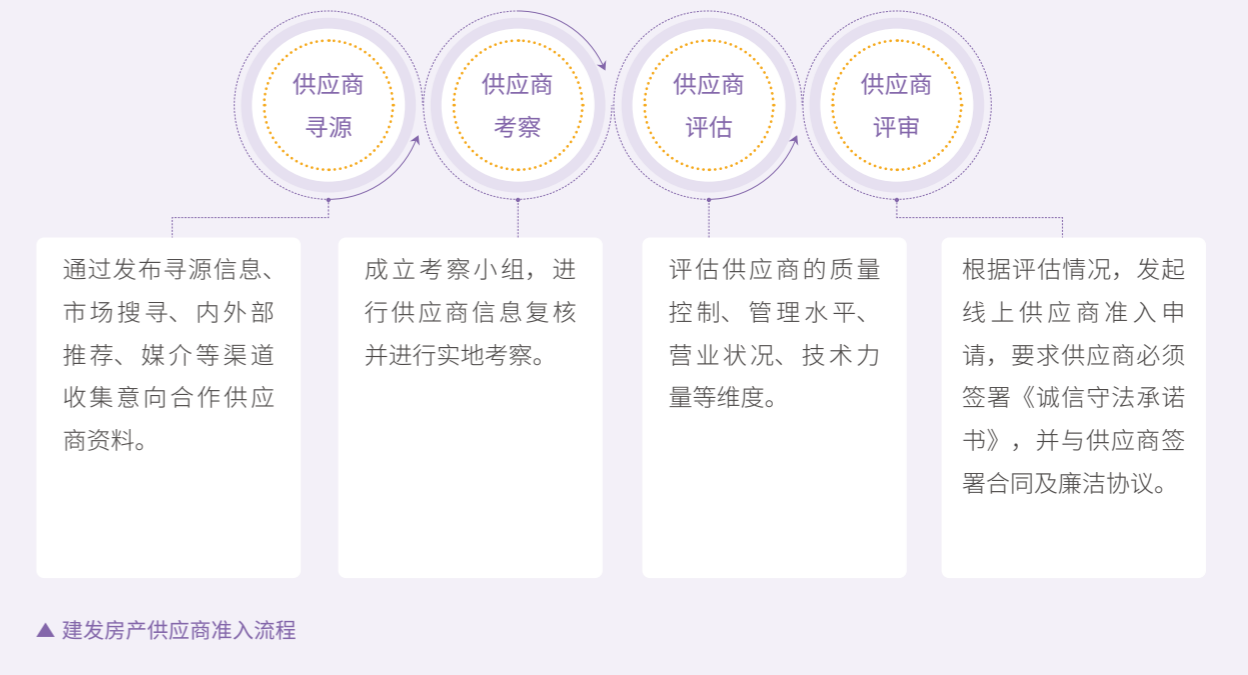 供应商
寻源
供应商
考察
供应商
评估
供应商
评审
通过发布寻源信息、
市场搜寻、内外部
推荐、媒介等渠道
收集意向合作供应
商资料。
成立考察小组，进
行供应商信息复核
并进行实地考察。
评估供应商的质量
控制、管理水平、
营业状况、技术力
量等维度。
根据评估情况，发起
线上供应商准入申
请，要求供应商必须
签署《诚信守法承诺
书》，并与供应商签
署合同及廉洁协议。
▲ 建发房产供应商准入流程